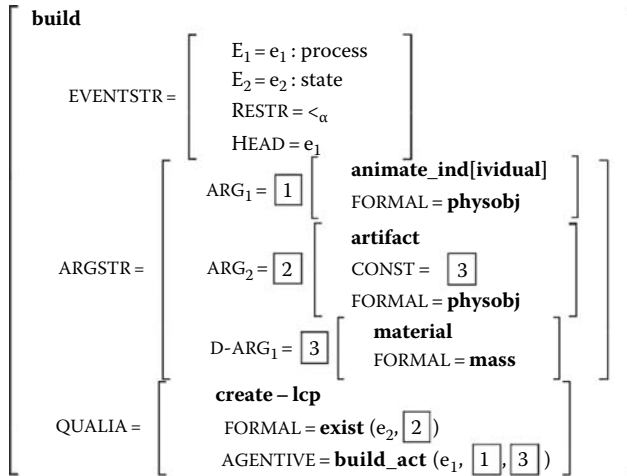 build
E₁ = e₁ : process
E₂ = e₂ : state
EVENTSTR =
RESTR = <α
HEAD = e₁
animate_ind[ividual]
ARG₁ = 1
FORMAL = physobj
artifact
ARGSTR = ARG₂ = 2 CONST = 3
FORMAL = physobj
material
D-ARG₁ = 3
FORMAL = mass
create – lcp
QUALIA = FORMAL = exist (e₂, 2 )
AGENTIVE = build_act (e₁, 1 , 3 )